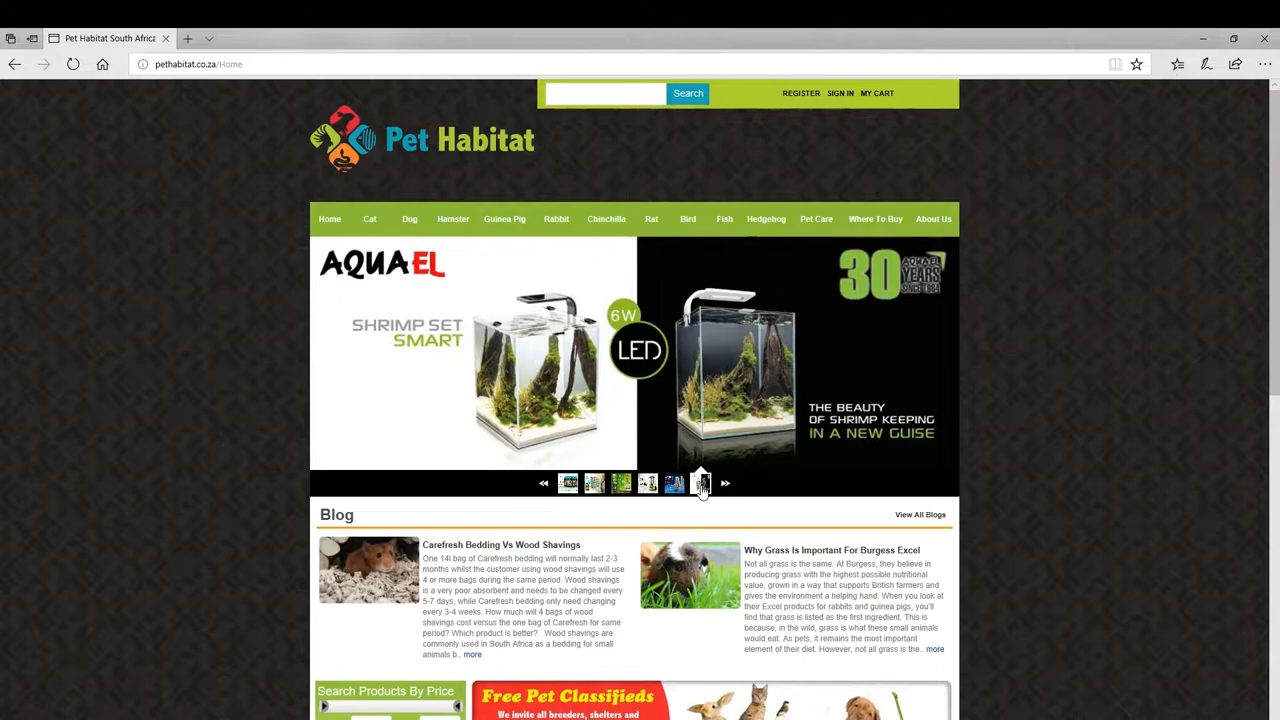 Pet Habitat South Africa
pethabitat.co.za/Home
Search
REGISTER SIGN IN MY CART
Pet Habitat
Home Cat Dog Hamster Guinea Pig Rabbit Chinchilla Rat Bird Fish Hedgehog Pet Care Where To Buy About Us
AQUAEL
30 AQUAEL
YEARS
SINCE 1984
SHRIMP SET
SMART
6W
LED
THE BEAUTY
OF SHRIMP KEEPING
IN A NEW GUISE
Blog
View All Blogs
Carefresh Bedding Vs Wood Shavings
One 14l bag of Carefresh bedding will normally last 2-3
months whilst the customer using wood shavings will use
4 or more bags during the same period. Wood shavings
is a very poor absorbent and needs to be changed every
5-7 days, while Carefresh bedding only need changing
every 3-4 weeks. How much will 4 bags of wood
shavings cost versus the one bag of Carefresh for same
period? Which product is better? Wood shavings are
commonly used in South Africa as a bedding for small
animals b.. more
Why Grass Is Important For Burgess Excel
Not all grass is the same. At Burgess, they believe in
producing grass with the highest possible nutritional
value, grown in a way that supports British farmers and
gives the environment a helping hand. When you look at
their Excel products for rabbits and guinea pigs, you'll
find that grass is listed as the first ingredient. This is
because, in the wild, grass is what these small animals
would eat. As pets, it remains the most important
element of their diet. However, not all grass is the.. more
Search Products By Price
Free Pet Classifieds
We invite all breeders, shelters and